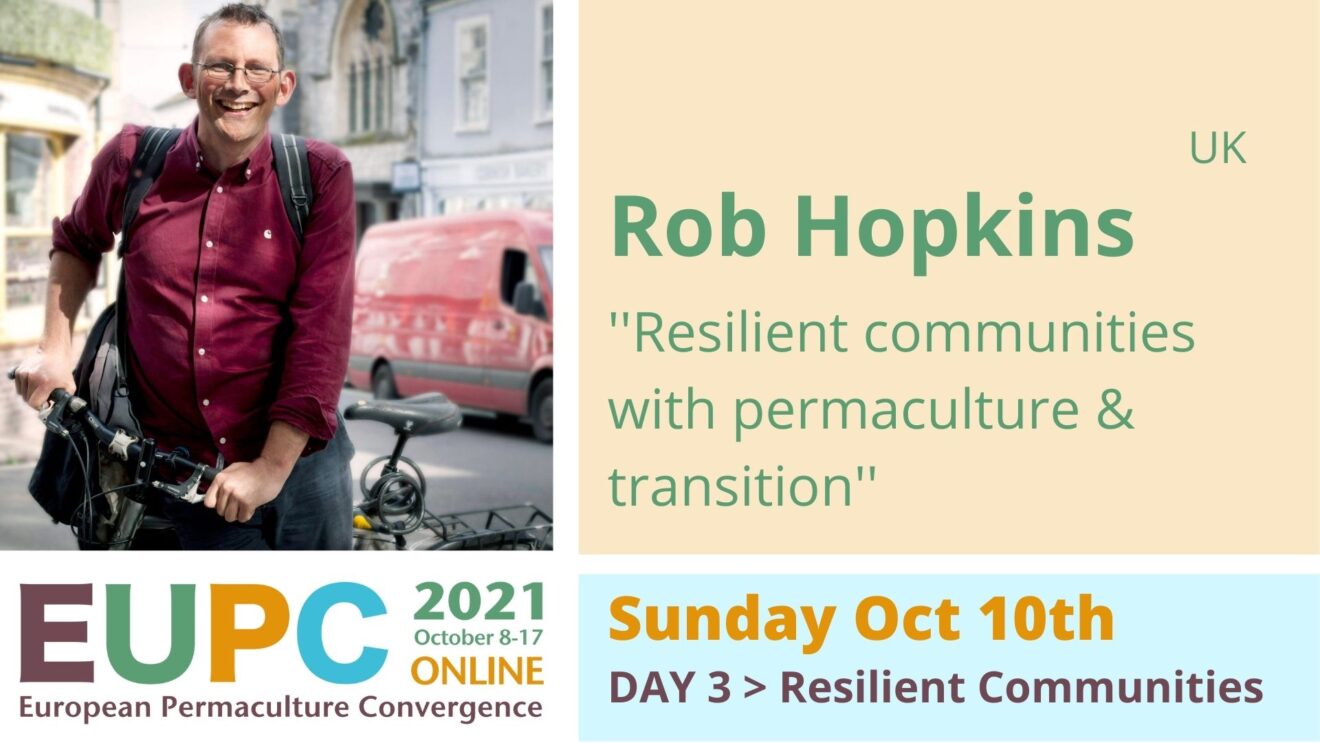 UK
Rob Hopkins
''Resilient communities
with permaculture &
transition''
EUPC
2021
October 8-17
ONLINE
European Permaculture Convergence
Sunday Oct 10th
DAY 3 > Resilient Communities